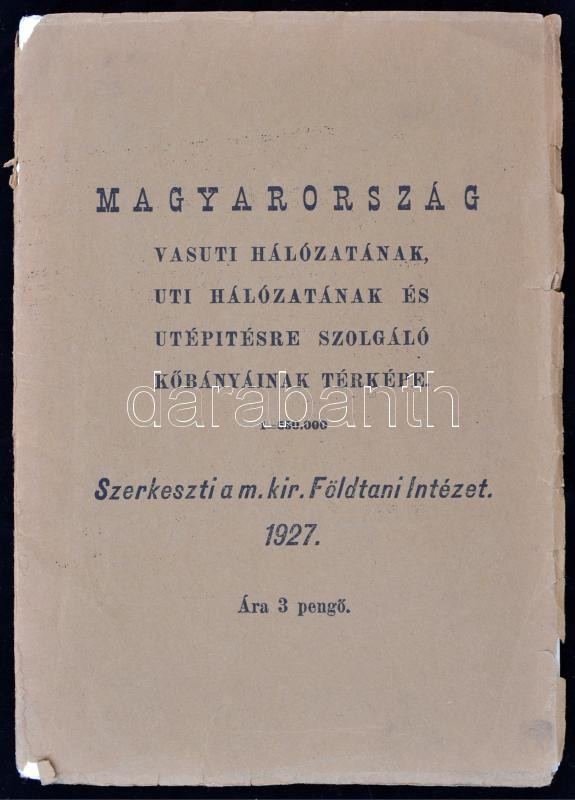 MAGYARORSZÁG
VASUTI HÁLÓZATÁNAK,
UTI HÁLÓZATÁNAK ÉS
UTÉPITÉSRE SZOLGÁLÓ
KŐBÁNYÁINAK TÉRKÉPE.
darabanth
Szerkeszti a m. kir. Földtani Intézet.
1927.
Ára 3 pengő.